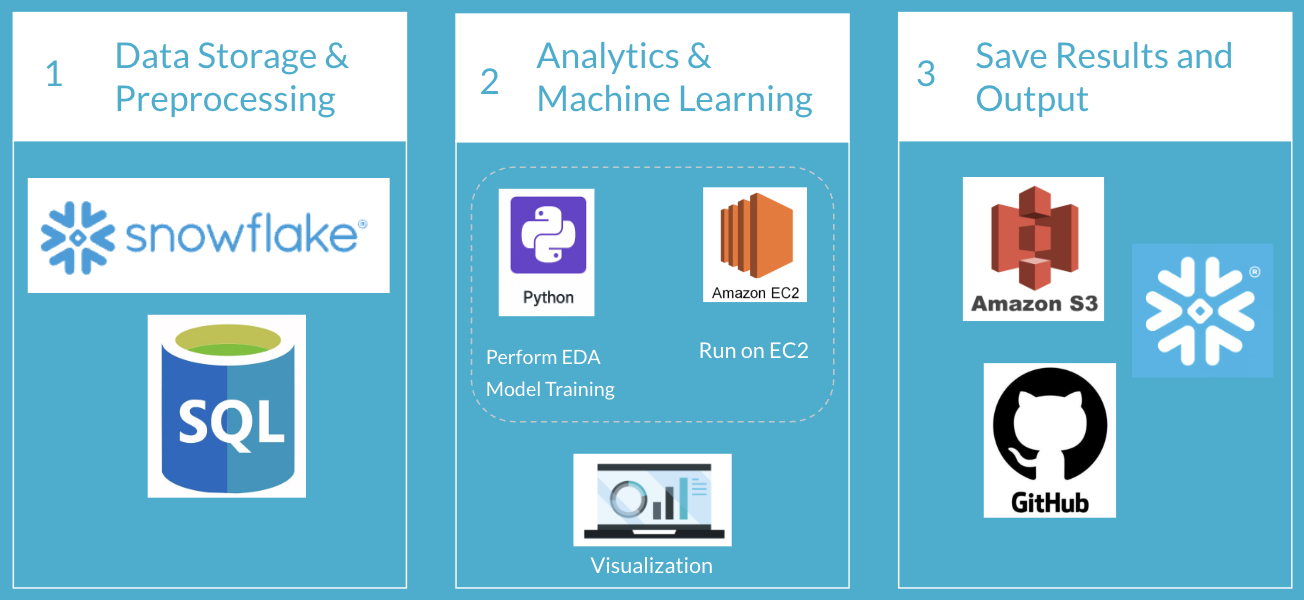 1
Data Storage &
Preprocessing
snowflake®
SQL
2
Analytics &
Machine Learning
Python
Amazon EC2
Perform EDA
Model Training
Run on EC2
Visualization
3
Save Results and
Output
Amazon S3
®
GitHub